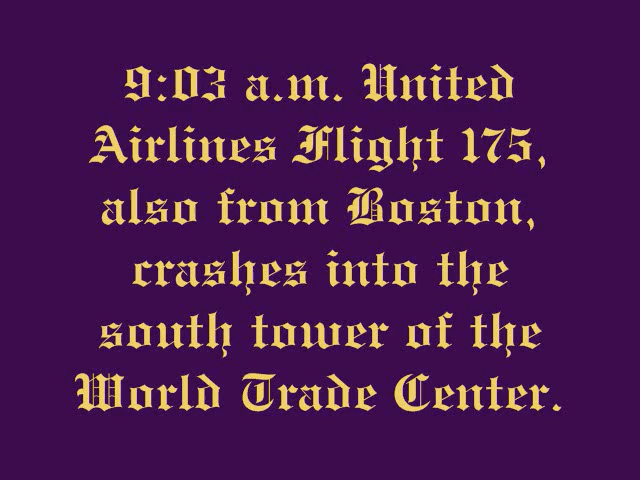 9:03 a.m. United
Airlines Flight 175,
also from Boston,
crashes into the
south tower of the
World Trade Center.